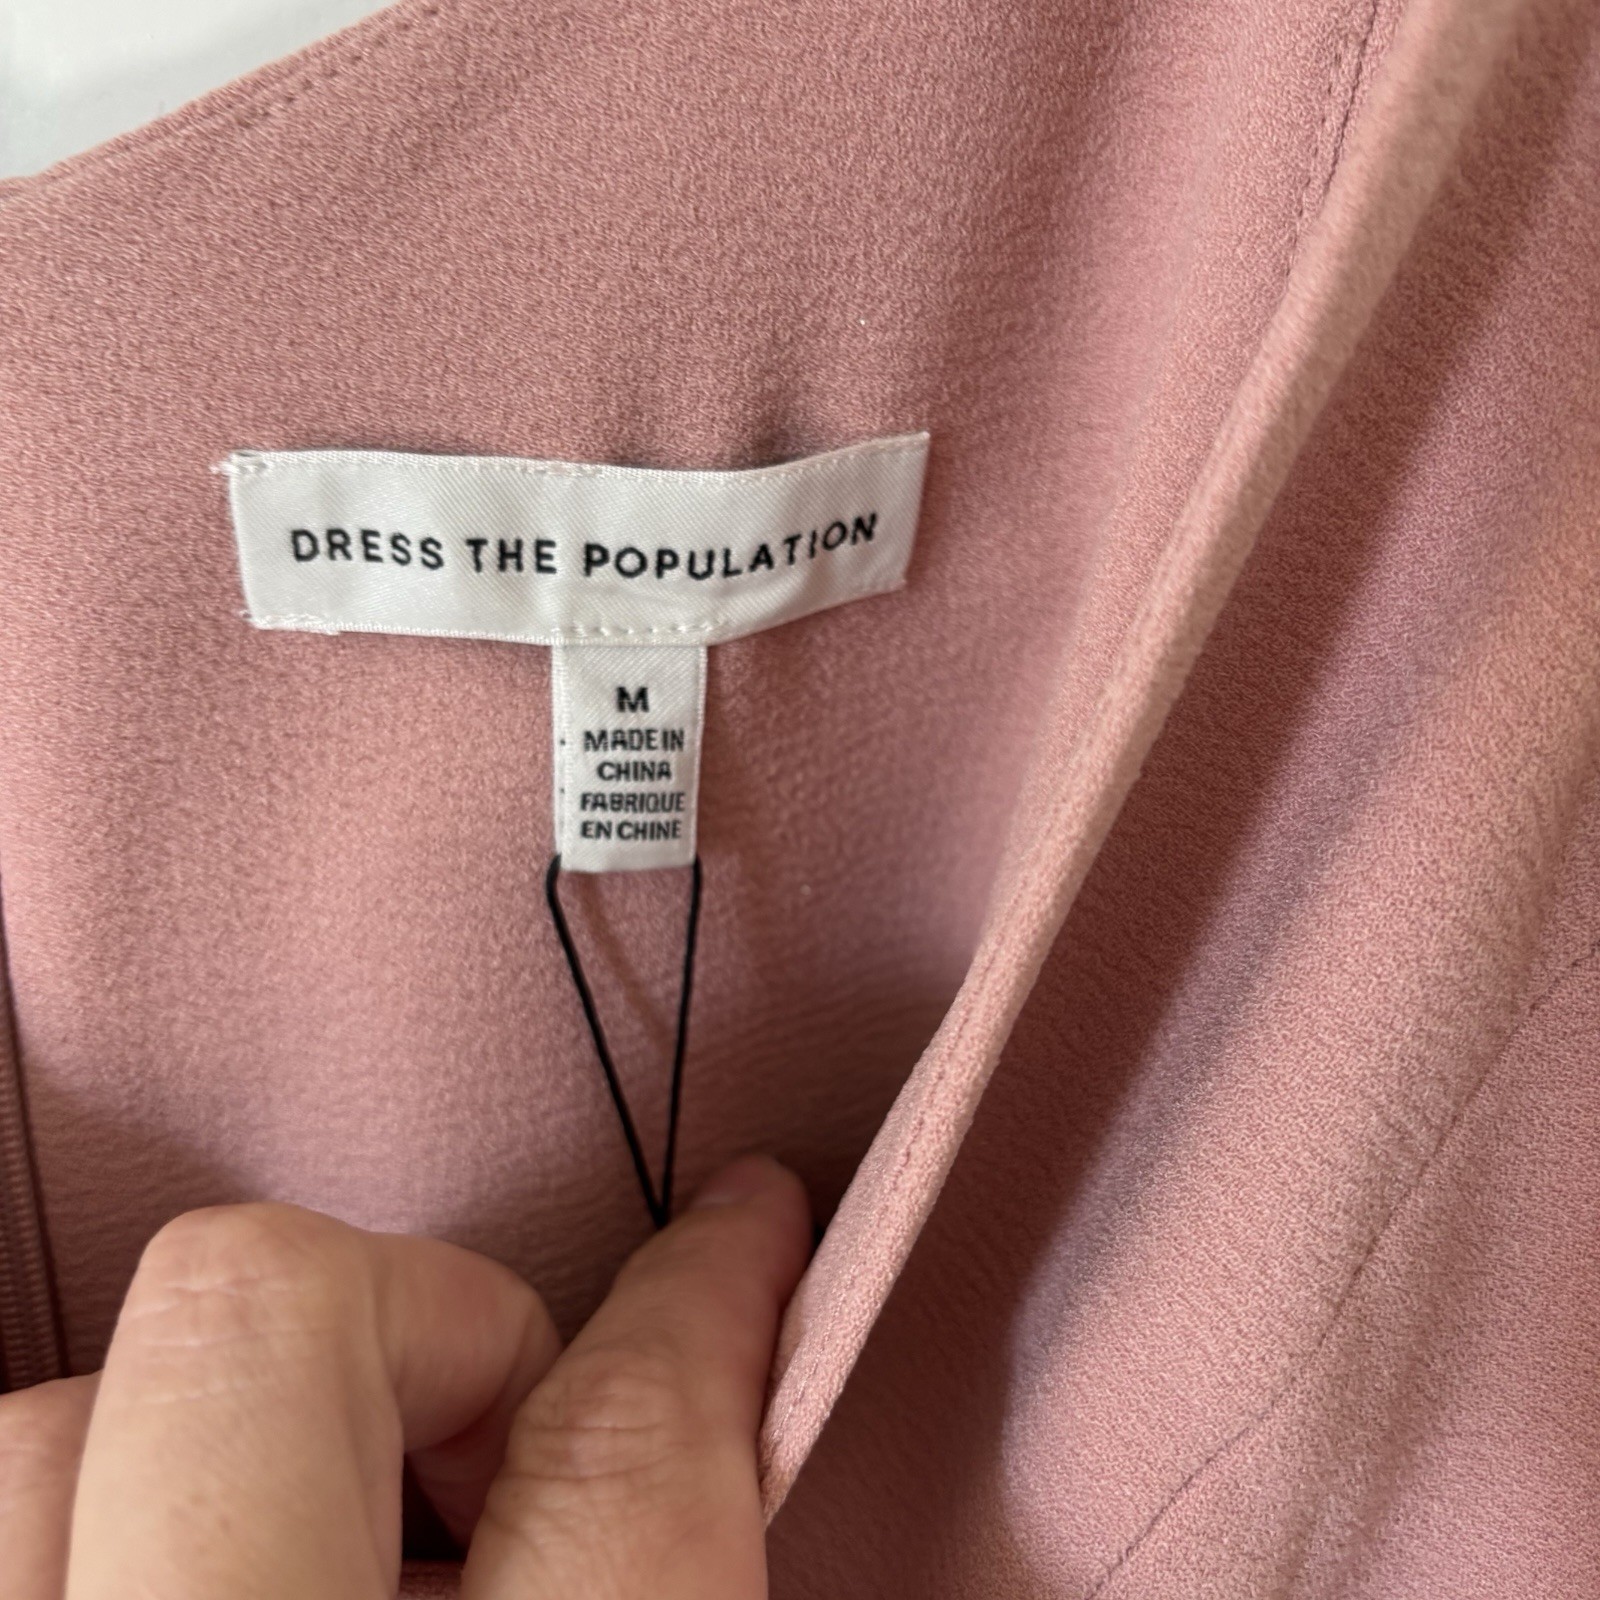 DRESS THE POPULATION
M
MADE IN
CHINA
FABRIQUE
EN CHINE